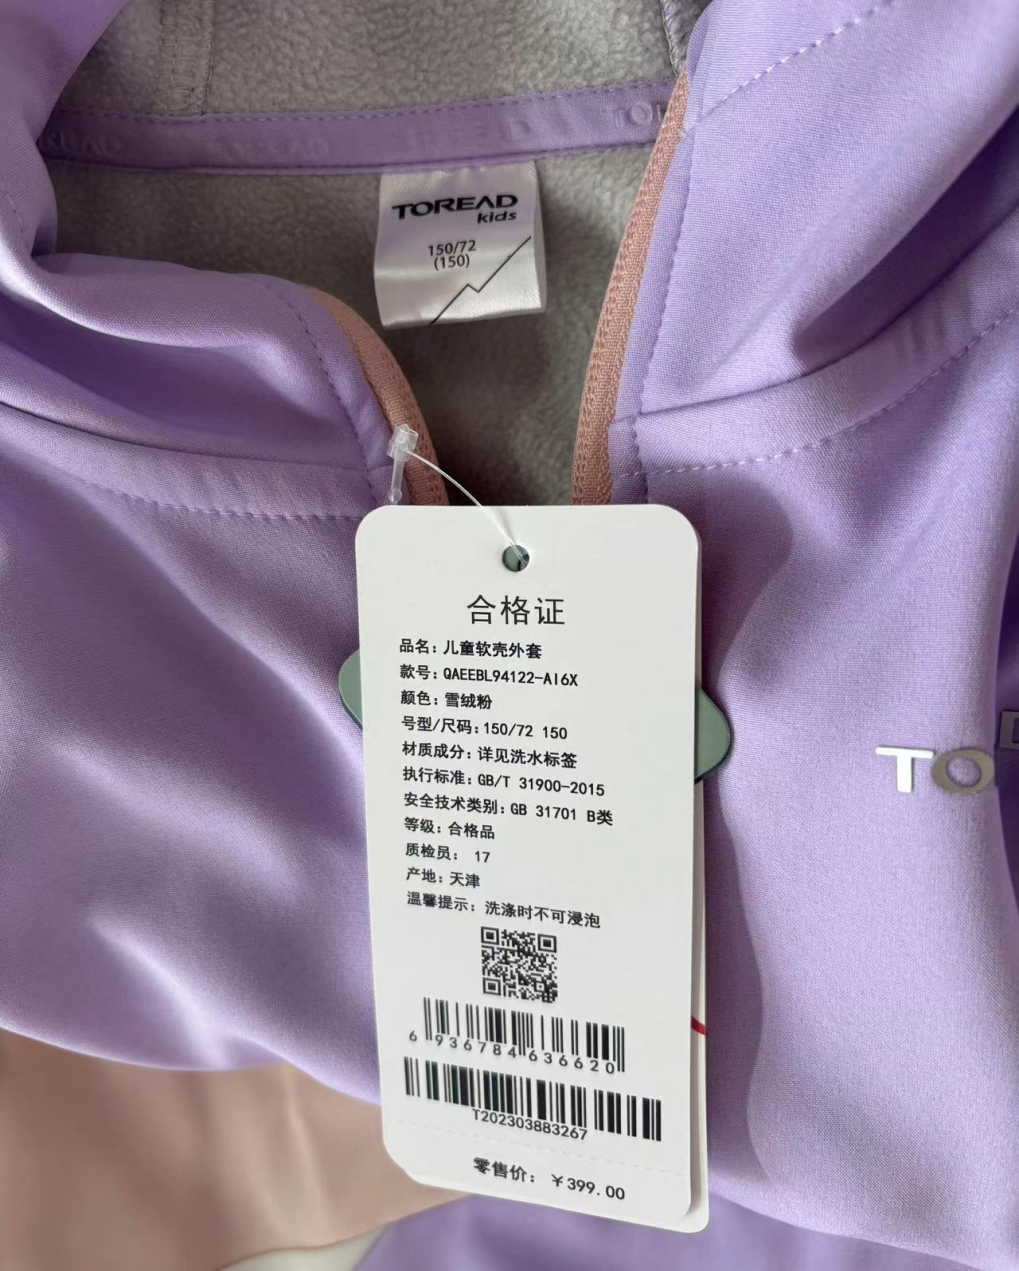 TOREAD
kids
150/72
(150)
合格证
品名: 儿童软壳外套
款号: QAEEBL94122-AI6X
颜色: 雪绒粉
号型/尺码: 150/72 150
材质成分: 详见洗水标签
执行标准: GB/T 31900-2015
安全技术类别: GB 31701 B类
等级: 合格品
质检员: 17
产地: 天津
温馨提示: 洗涤时不可浸泡
TO
6 936784 636620
T202303883267
零售价: ¥399.00